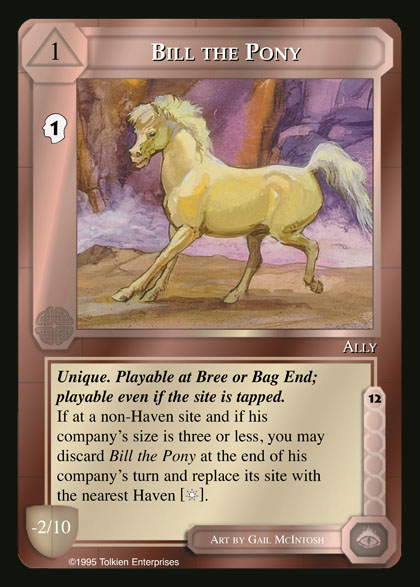 1
BILL THE PONY
1
ALLY
Unique. Playable at Bree or Bag End;
playable even if the site is tapped.
If at a non-Haven site and if his
company's size is three or less, you may
discard Bill the Pony at the end of his
company's turn and replace its site with
the nearest Haven [☼].
12
-2/10
ART BY GAIL MCINTOSH
©1995 Tolkien Enterprises